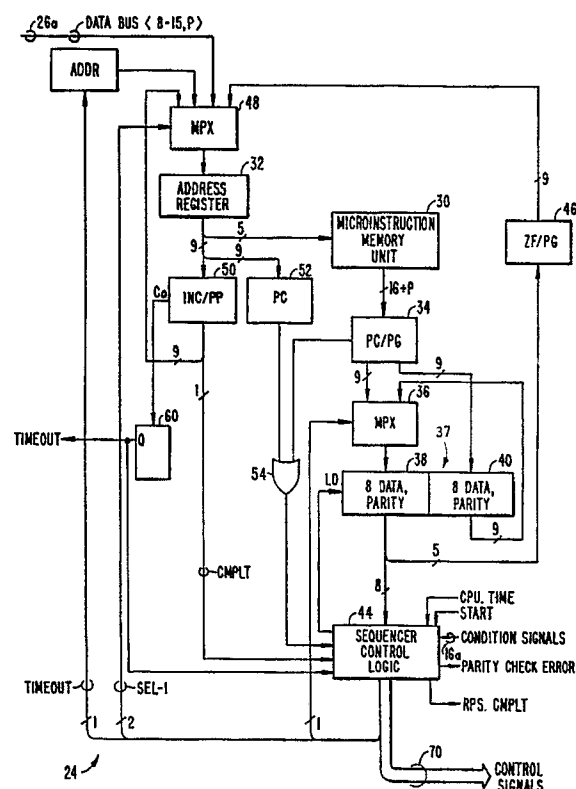 26a DATA BUS ⟨8-15,P⟩
ADDR
MPX
48
32
ADDRESS
REGISTER
30
MICROINSTRUCTION
MEMORY
UNIT
9
46
ZF/PG
5
9
9
16+P
50
INC/PP
52
PC
Co
34
PC/PG
9
9
9
1
36
MPX
60
Q
TIMEOUT
54
37
38
40
LD
8 DATA,
PARITY
8 DATA,
PARITY
9
5
CMPLT
8
44
SEQUENCER
CONTROL
LOGIC
CPU. TIME
START
CONDITION SIGNALS
16a
PARITY CHECK ERROR
RPS. CMPLT
TIMEOUT
SEL-1
1
2
1
70
24
CONTROL
SIGNALS